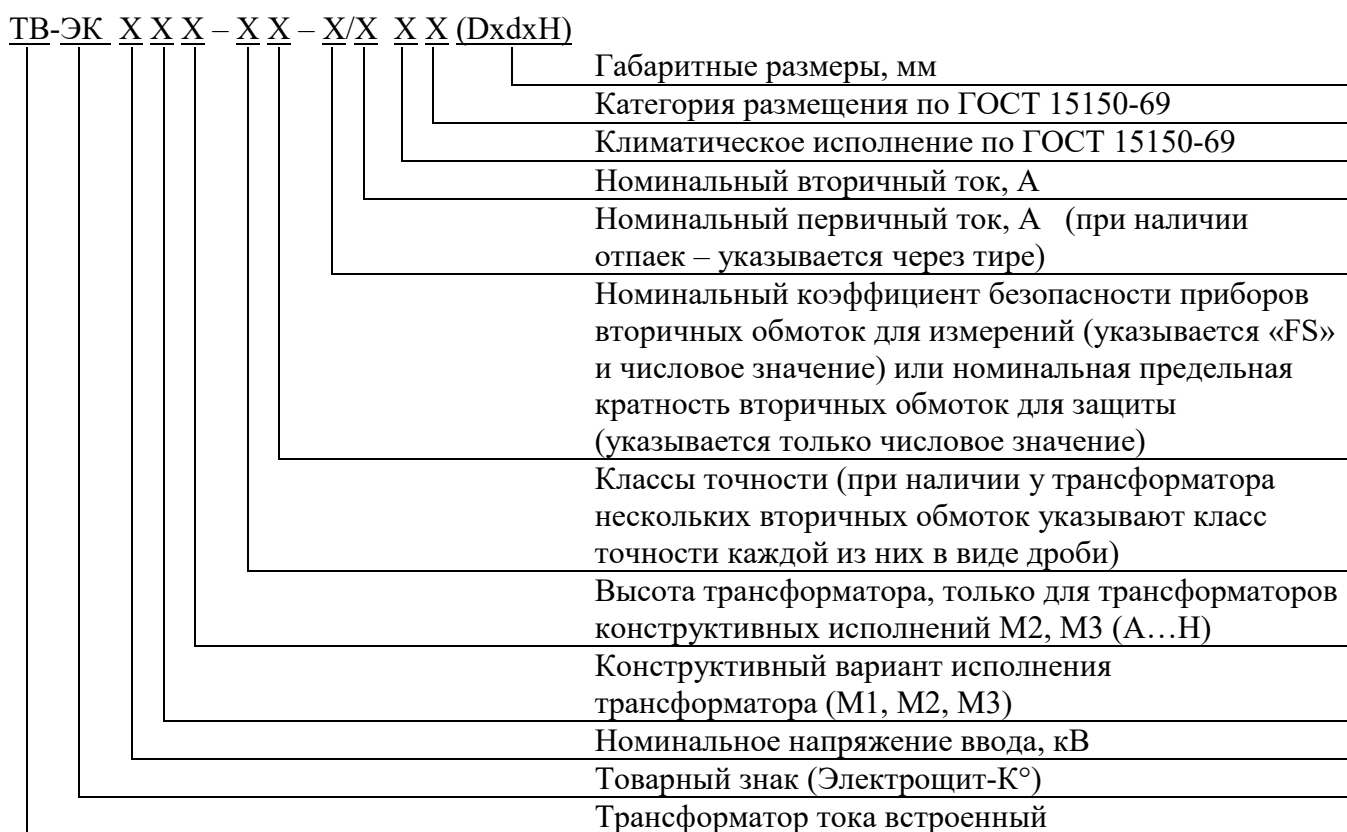 ТВ-ЭК Х Х Х – Х Х – Х/Х Х Х (DxdxH)
Габаритные размеры, мм
Категория размещения по ГОСТ 15150-69
Климатическое исполнение по ГОСТ 15150-69
Номинальный вторичный ток, А
Номинальный первичный ток, А (при наличии
отпаек – указывается через тире)
Номинальный коэффициент безопасности приборов
вторичных обмоток для измерений (указывается «FS»
и числовое значение) или номинальная предельная
кратность вторичных обмоток для защиты
(указывается только числовое значение)
Классы точности (при наличии у трансформатора
нескольких вторичных обмоток указывают класс
точности каждой из них в виде дроби)
Высота трансформатора, только для трансформаторов
конструктивных исполнений М2, М3 (А…Н)
Конструктивный вариант исполнения
трансформатора (М1, М2, М3)
Номинальное напряжение ввода, кВ
Товарный знак (Электрощит-К°)
Трансформатор тока встроенный